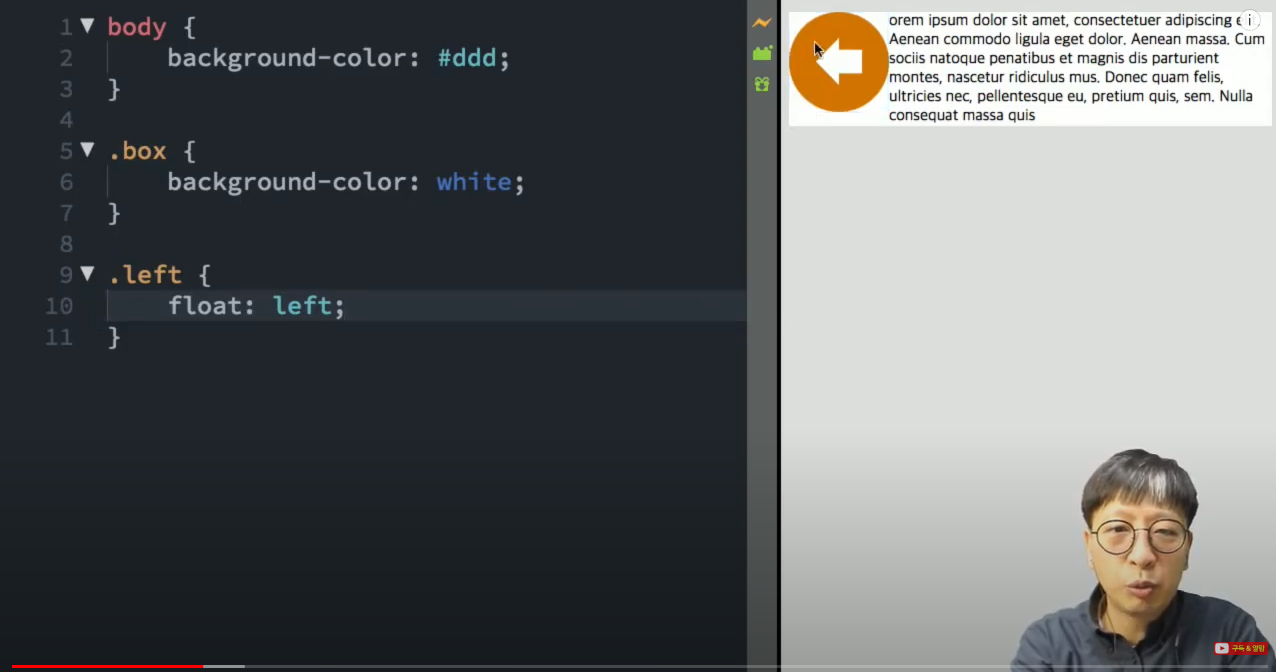 1 ▼ body {
2 background-color: #ddd;
3 }
4
5 ▼ .box {
6 background-color: white;
7 }
8
9 ▼ .left {
10 float: left;
11 }
orem ipsum dolor sit amet, consectetuer adipiscing
Aenean commodo ligula eget dolor. Aenean massa. Cum
sociis natoque penatibus et magnis dis parturient
montes, nascetur ridiculus mus. Donec quam felis,
ultricies nec, pellentesque eu, pretium quis, sem. Nulla
consequat massa quis
구독&알림